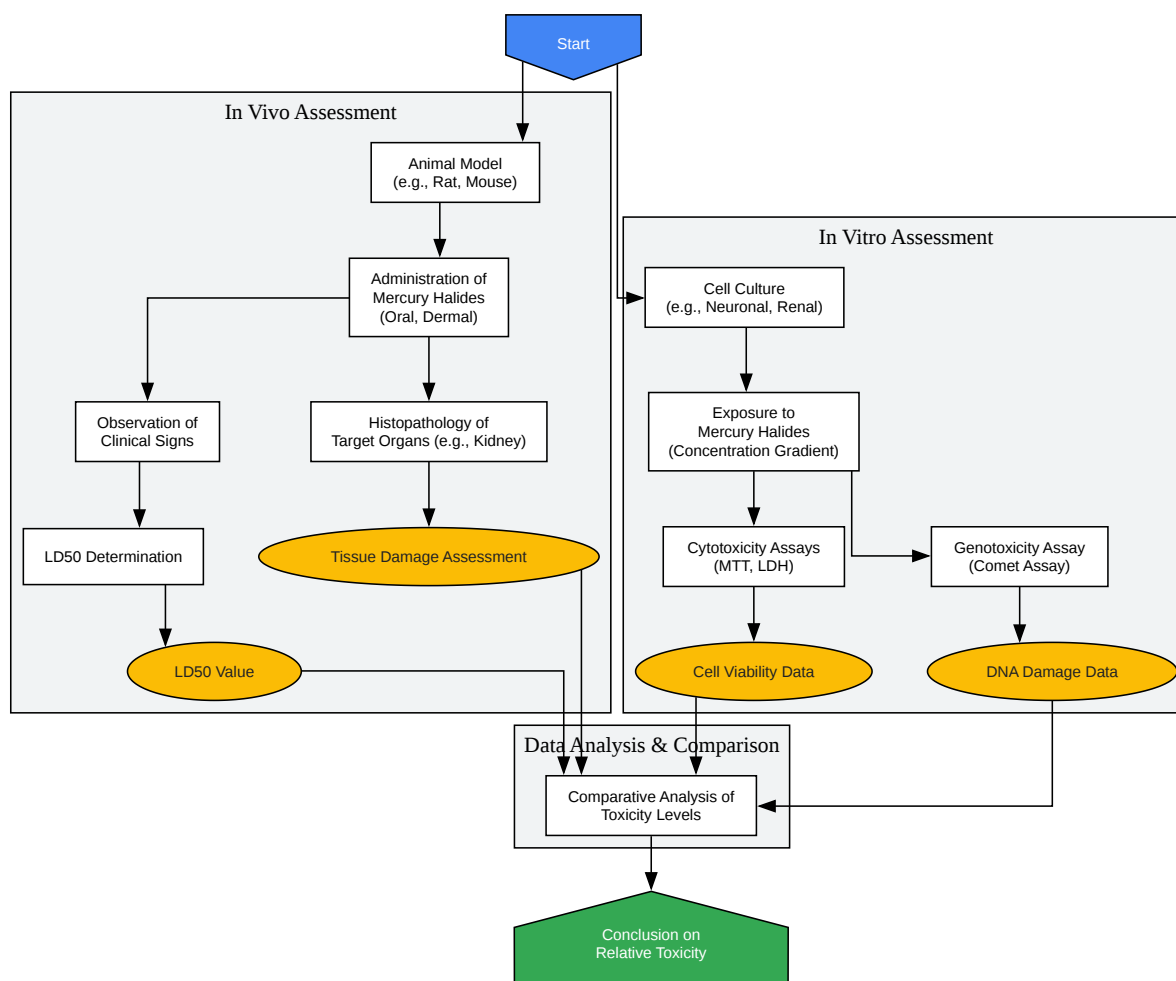 Start
In Vivo Assessment
Animal Model
(e.g., Rat, Mouse)
Administration of
Mercury Halides
(Oral, Dermal)
Observation of
Clinical Signs
Histopathology of
Target Organs (e.g., Kidney)
LD50 Determination
Tissue Damage Assessment
LD50 Value
In Vitro Assessment
Cell Culture
(e.g., Neuronal, Renal)
Exposure to
Mercury Halides
(Concentration Gradient)
Cytotoxicity Assays
(MTT, LDH)
Genotoxicity Assay
(Comet Assay)
Cell Viability Data
DNA Damage Data
Data Analysis & Comparison
Comparative Analysis of
Toxicity Levels
Conclusion on
Relative Toxicity